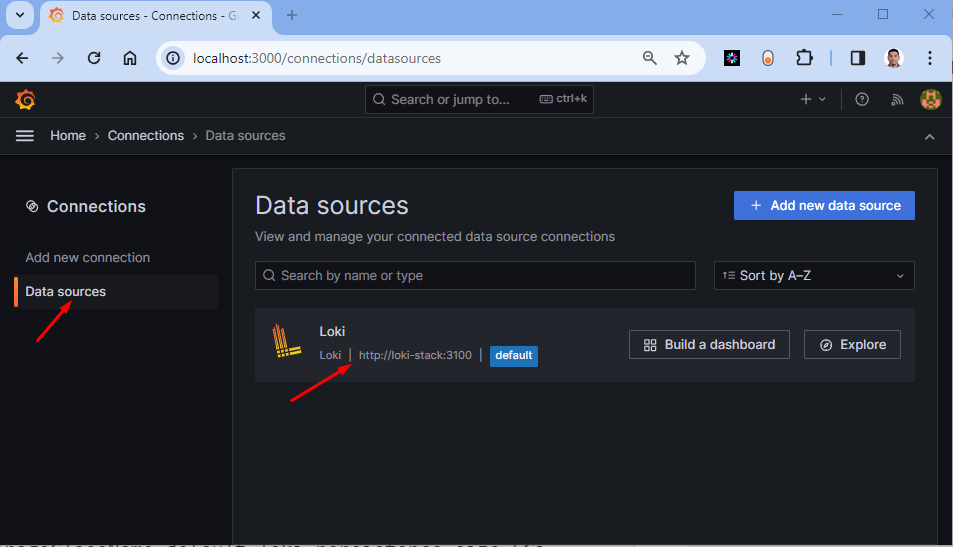 Data sources - Connections - Gr
localhost:3000/connections/datasources
Search or jump to... ctrl+k
Home > Connections > Data sources
Connections
Add new connection
Data sources
Data sources
Add new data source
View and manage your connected data source connections
Search by name or type
Sort by A–Z
Loki
Loki | http://loki-stack:3100 | default
Build a dashboard
Explore